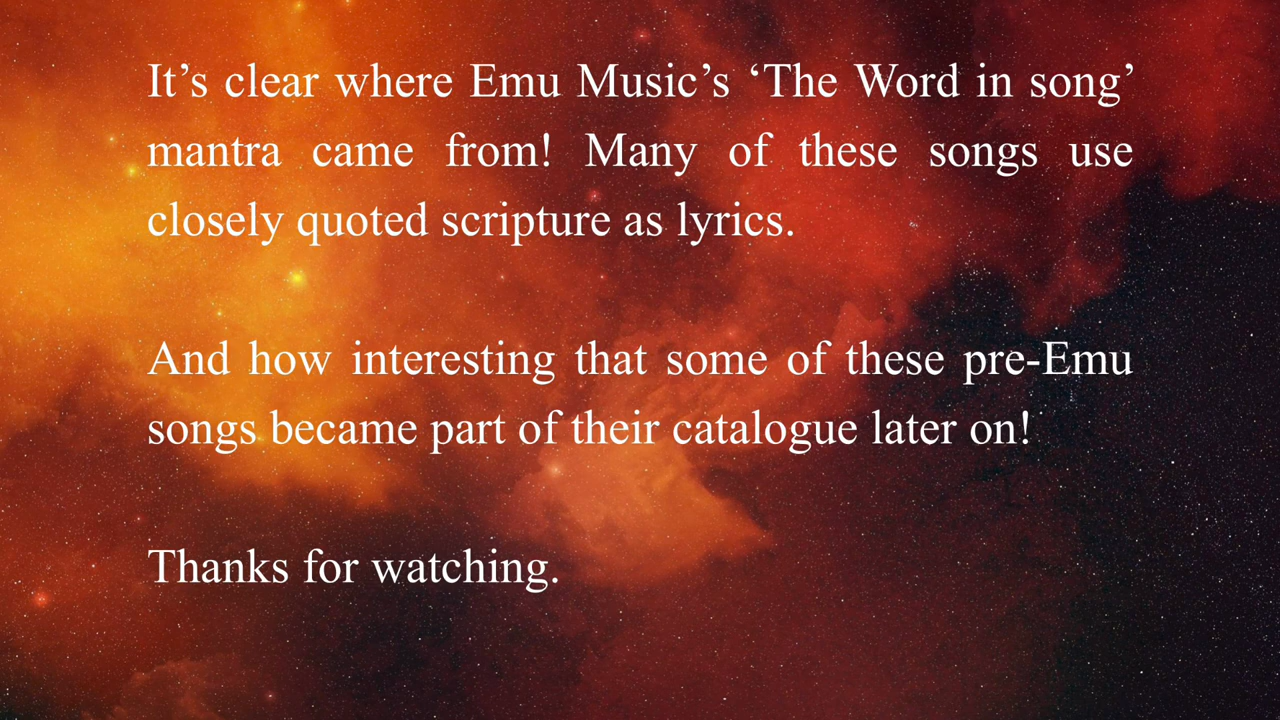 It’s clear where Emu Music’s ‘The Word in song’
mantra came from! Many of these songs use
closely quoted scripture as lyrics.
And how interesting that some of these pre-Emu
songs became part of their catalogue later on!
Thanks for watching.